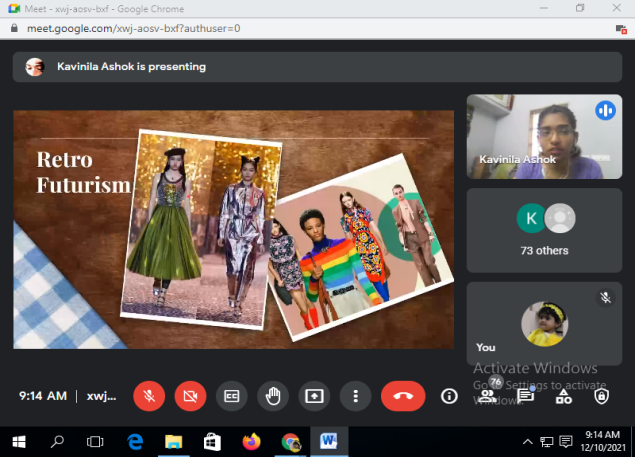 Meet - xwj-aosv-bxf - Google Chrome
meet.google.com/xwj-aosv-bxf?authuser=0
Kavinila Ashok is presenting
Retro
Futurism
Kavinila Ashok
K
73 others
You
Activate Windows
Go to Settings to activate
Windows.
9:14 AM | xwj...
CC
76
W
9:14 AM
12/10/2021